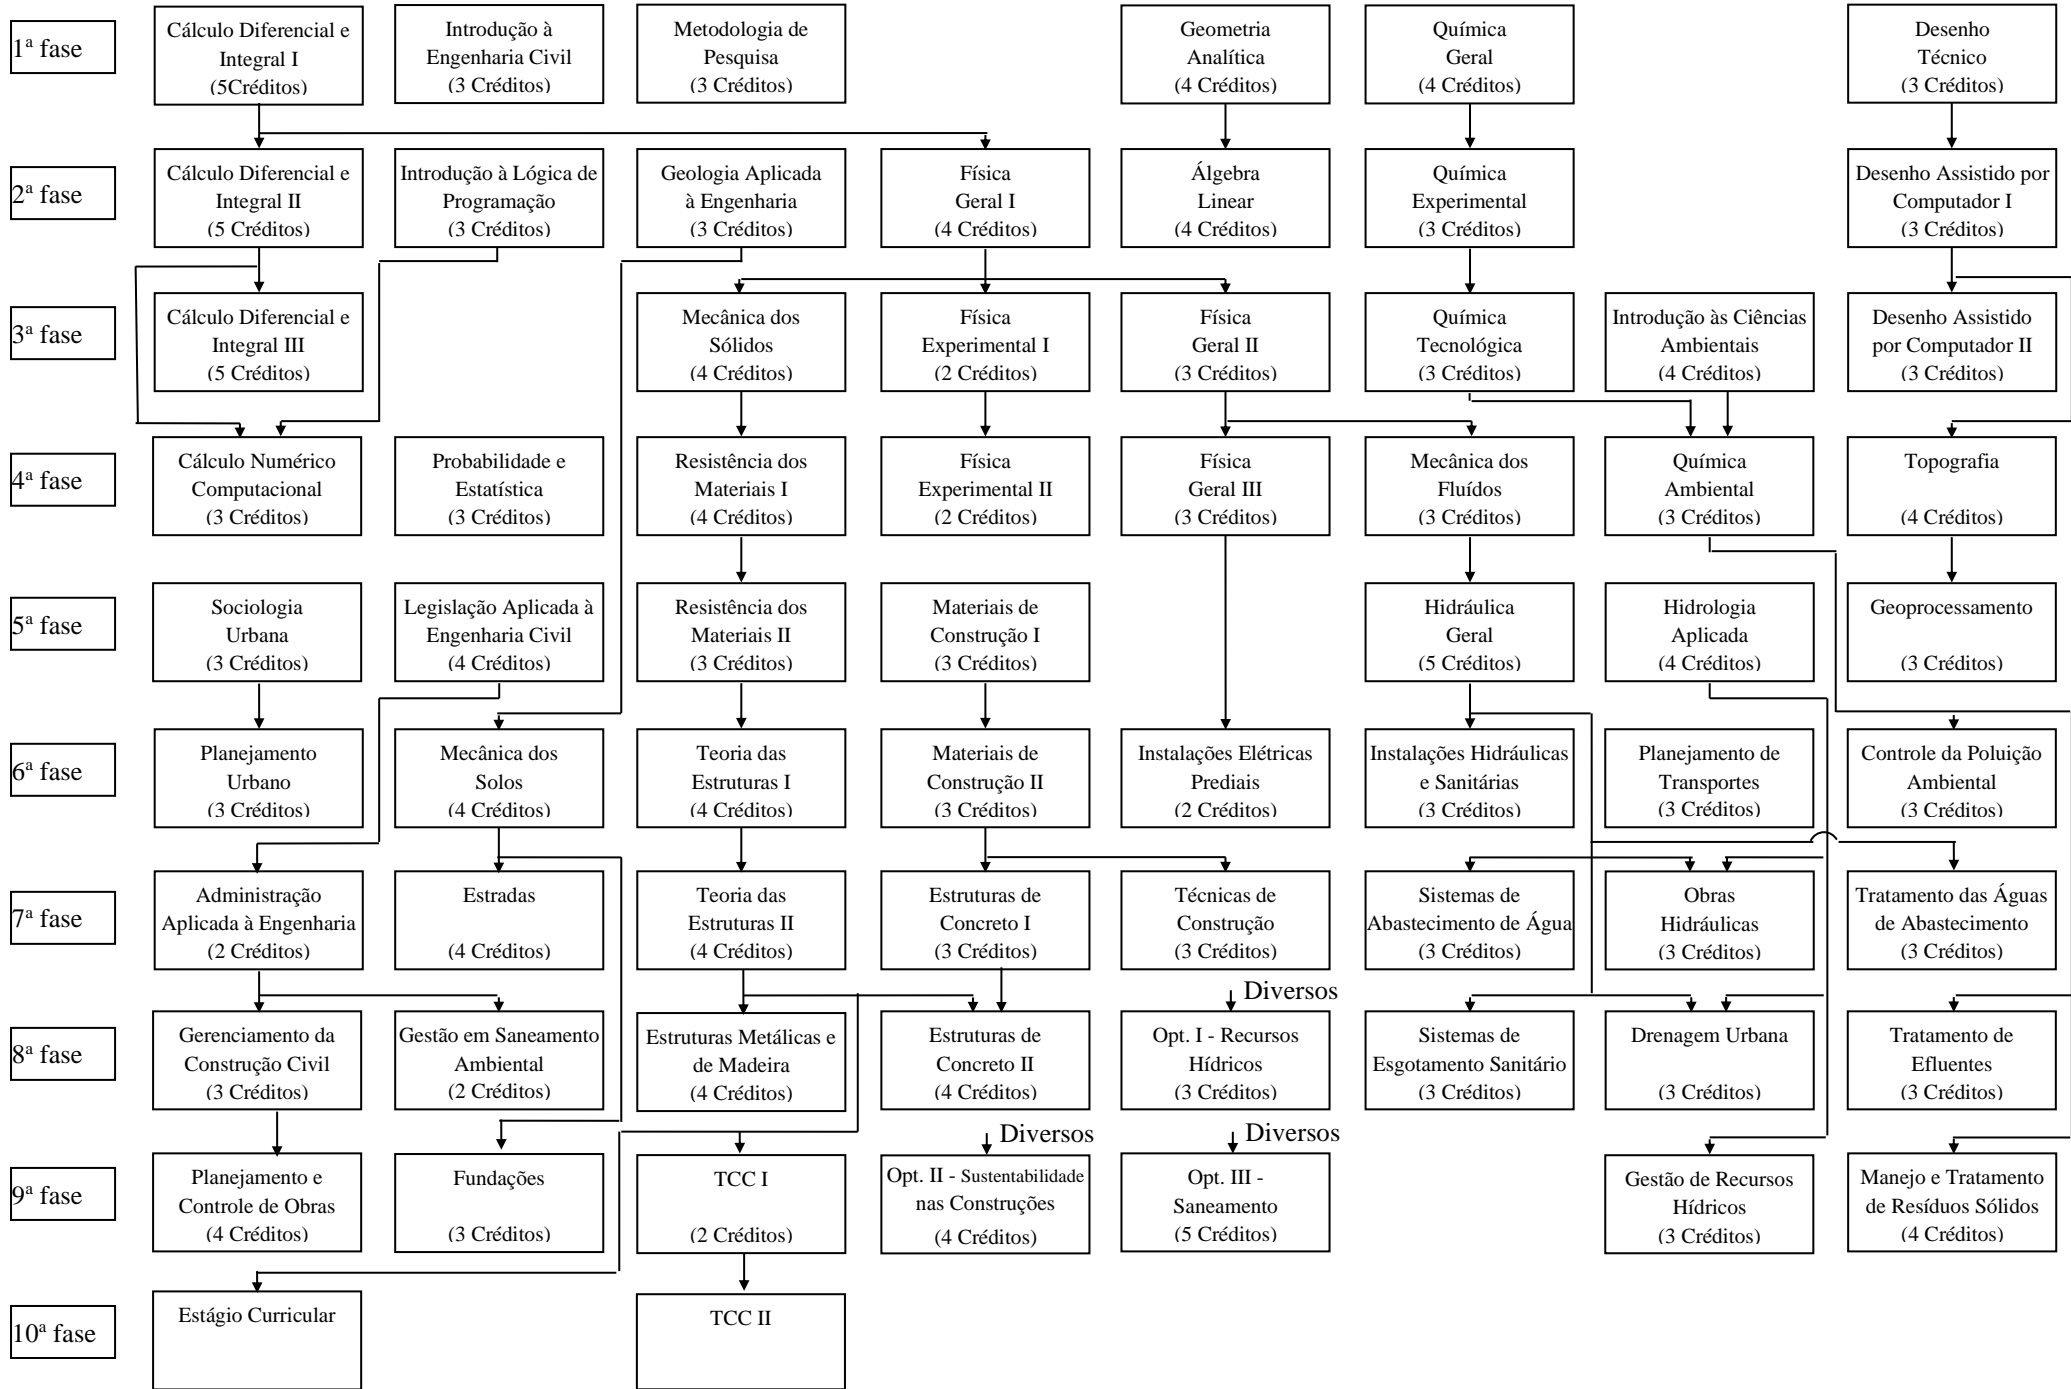 1ª fase
Cálculo Diferencial e
Integral I
(5Créditos)
Introdução à
Engenharia Civil
(3 Créditos)
Metodologia de
Pesquisa
(3 Créditos)
Geometria
Analítica
(4 Créditos)
Química
Geral
(4 Créditos)
Desenho
Técnico
(3 Créditos)
2ª fase
Cálculo Diferencial e
Integral II
(5 Créditos)
Introdução à Lógica de
Programação
(3 Créditos)
Geologia Aplicada
à Engenharia
(3 Créditos)
Física
Geral I
(4 Créditos)
Álgebra
Linear
(4 Créditos)
Química
Experimental
(3 Créditos)
Desenho Assistido por
Computador I
(3 Créditos)
3ª fase
Cálculo Diferencial e
Integral III
(5 Créditos)
Mecânica dos
Sólidos
(4 Créditos)
Física
Experimental I
(2 Créditos)
Física
Geral II
(3 Créditos)
Química
Tecnológica
(3 Créditos)
Introdução às Ciências
Ambientais
(4 Créditos)
Desenho Assistido
por Computador II
(3 Créditos)
4ª fase
Cálculo Numérico
Computacional
(3 Créditos)
Probabilidade e
Estatística
(3 Créditos)
Resistência dos
Materiais I
(4 Créditos)
Física
Experimental II
(2 Créditos)
Física
Geral III
(3 Créditos)
Mecânica dos
Fluídos
(3 Créditos)
Química
Ambiental
(3 Créditos)
Topografia
(4 Créditos)
5ª fase
Sociologia
Urbana
(3 Créditos)
Legislação Aplicada à
Engenharia Civil
(4 Créditos)
Resistência dos
Materiais II
(3 Créditos)
Materiais de
Construção I
(3 Créditos)
Hidráulica
Geral
(5 Créditos)
Hidrologia
Aplicada
(4 Créditos)
Geoprocessamento
(3 Créditos)
6ª fase
Planejamento
Urbano
(3 Créditos)
Mecânica dos
Solos
(4 Créditos)
Teoria das
Estruturas I
(4 Créditos)
Materiais de
Construção II
(3 Créditos)
Instalações Elétricas
Prediais
(2 Créditos)
Instalações Hidráulicas
e Sanitárias
(3 Créditos)
Planejamento de
Transportes
(3 Créditos)
Controle da Poluição
Ambiental
(3 Créditos)
7ª fase
Administração
Aplicada à Engenharia
(2 Créditos)
Estradas
(4 Créditos)
Teoria das
Estruturas II
(4 Créditos)
Estruturas de
Concreto I
(3 Créditos)
Técnicas de
Construção
(3 Créditos)
Sistemas de
Abastecimento de Água
(3 Créditos)
Obras
Hidráulicas
(3 Créditos)
Tratamento das Águas
de Abastecimento
(3 Créditos)
Diversos
8ª fase
Gerenciamento da
Construção Civil
(3 Créditos)
Gestão em Saneamento
Ambiental
(2 Créditos)
Estruturas Metálicas e
de Madeira
(4 Créditos)
Estruturas de
Concreto II
(4 Créditos)
Opt. I - Recursos
Hídricos
(3 Créditos)
Sistemas de
Esgotamento Sanitário
(3 Créditos)
Drenagem Urbana
(3 Créditos)
Tratamento de
Efluentes
(3 Créditos)
Diversos
Diversos
9ª fase
Planejamento e
Controle de Obras
(4 Créditos)
Fundações
(3 Créditos)
TCC I
(2 Créditos)
Opt. II - Sustentabilidade
nas Construções
(4 Créditos)
Opt. III -
Saneamento
(5 Créditos)
Gestão de Recursos
Hídricos
(3 Créditos)
Manejo e Tratamento
de Resíduos Sólidos
(4 Créditos)
10ª fase
Estágio Curricular
TCC II